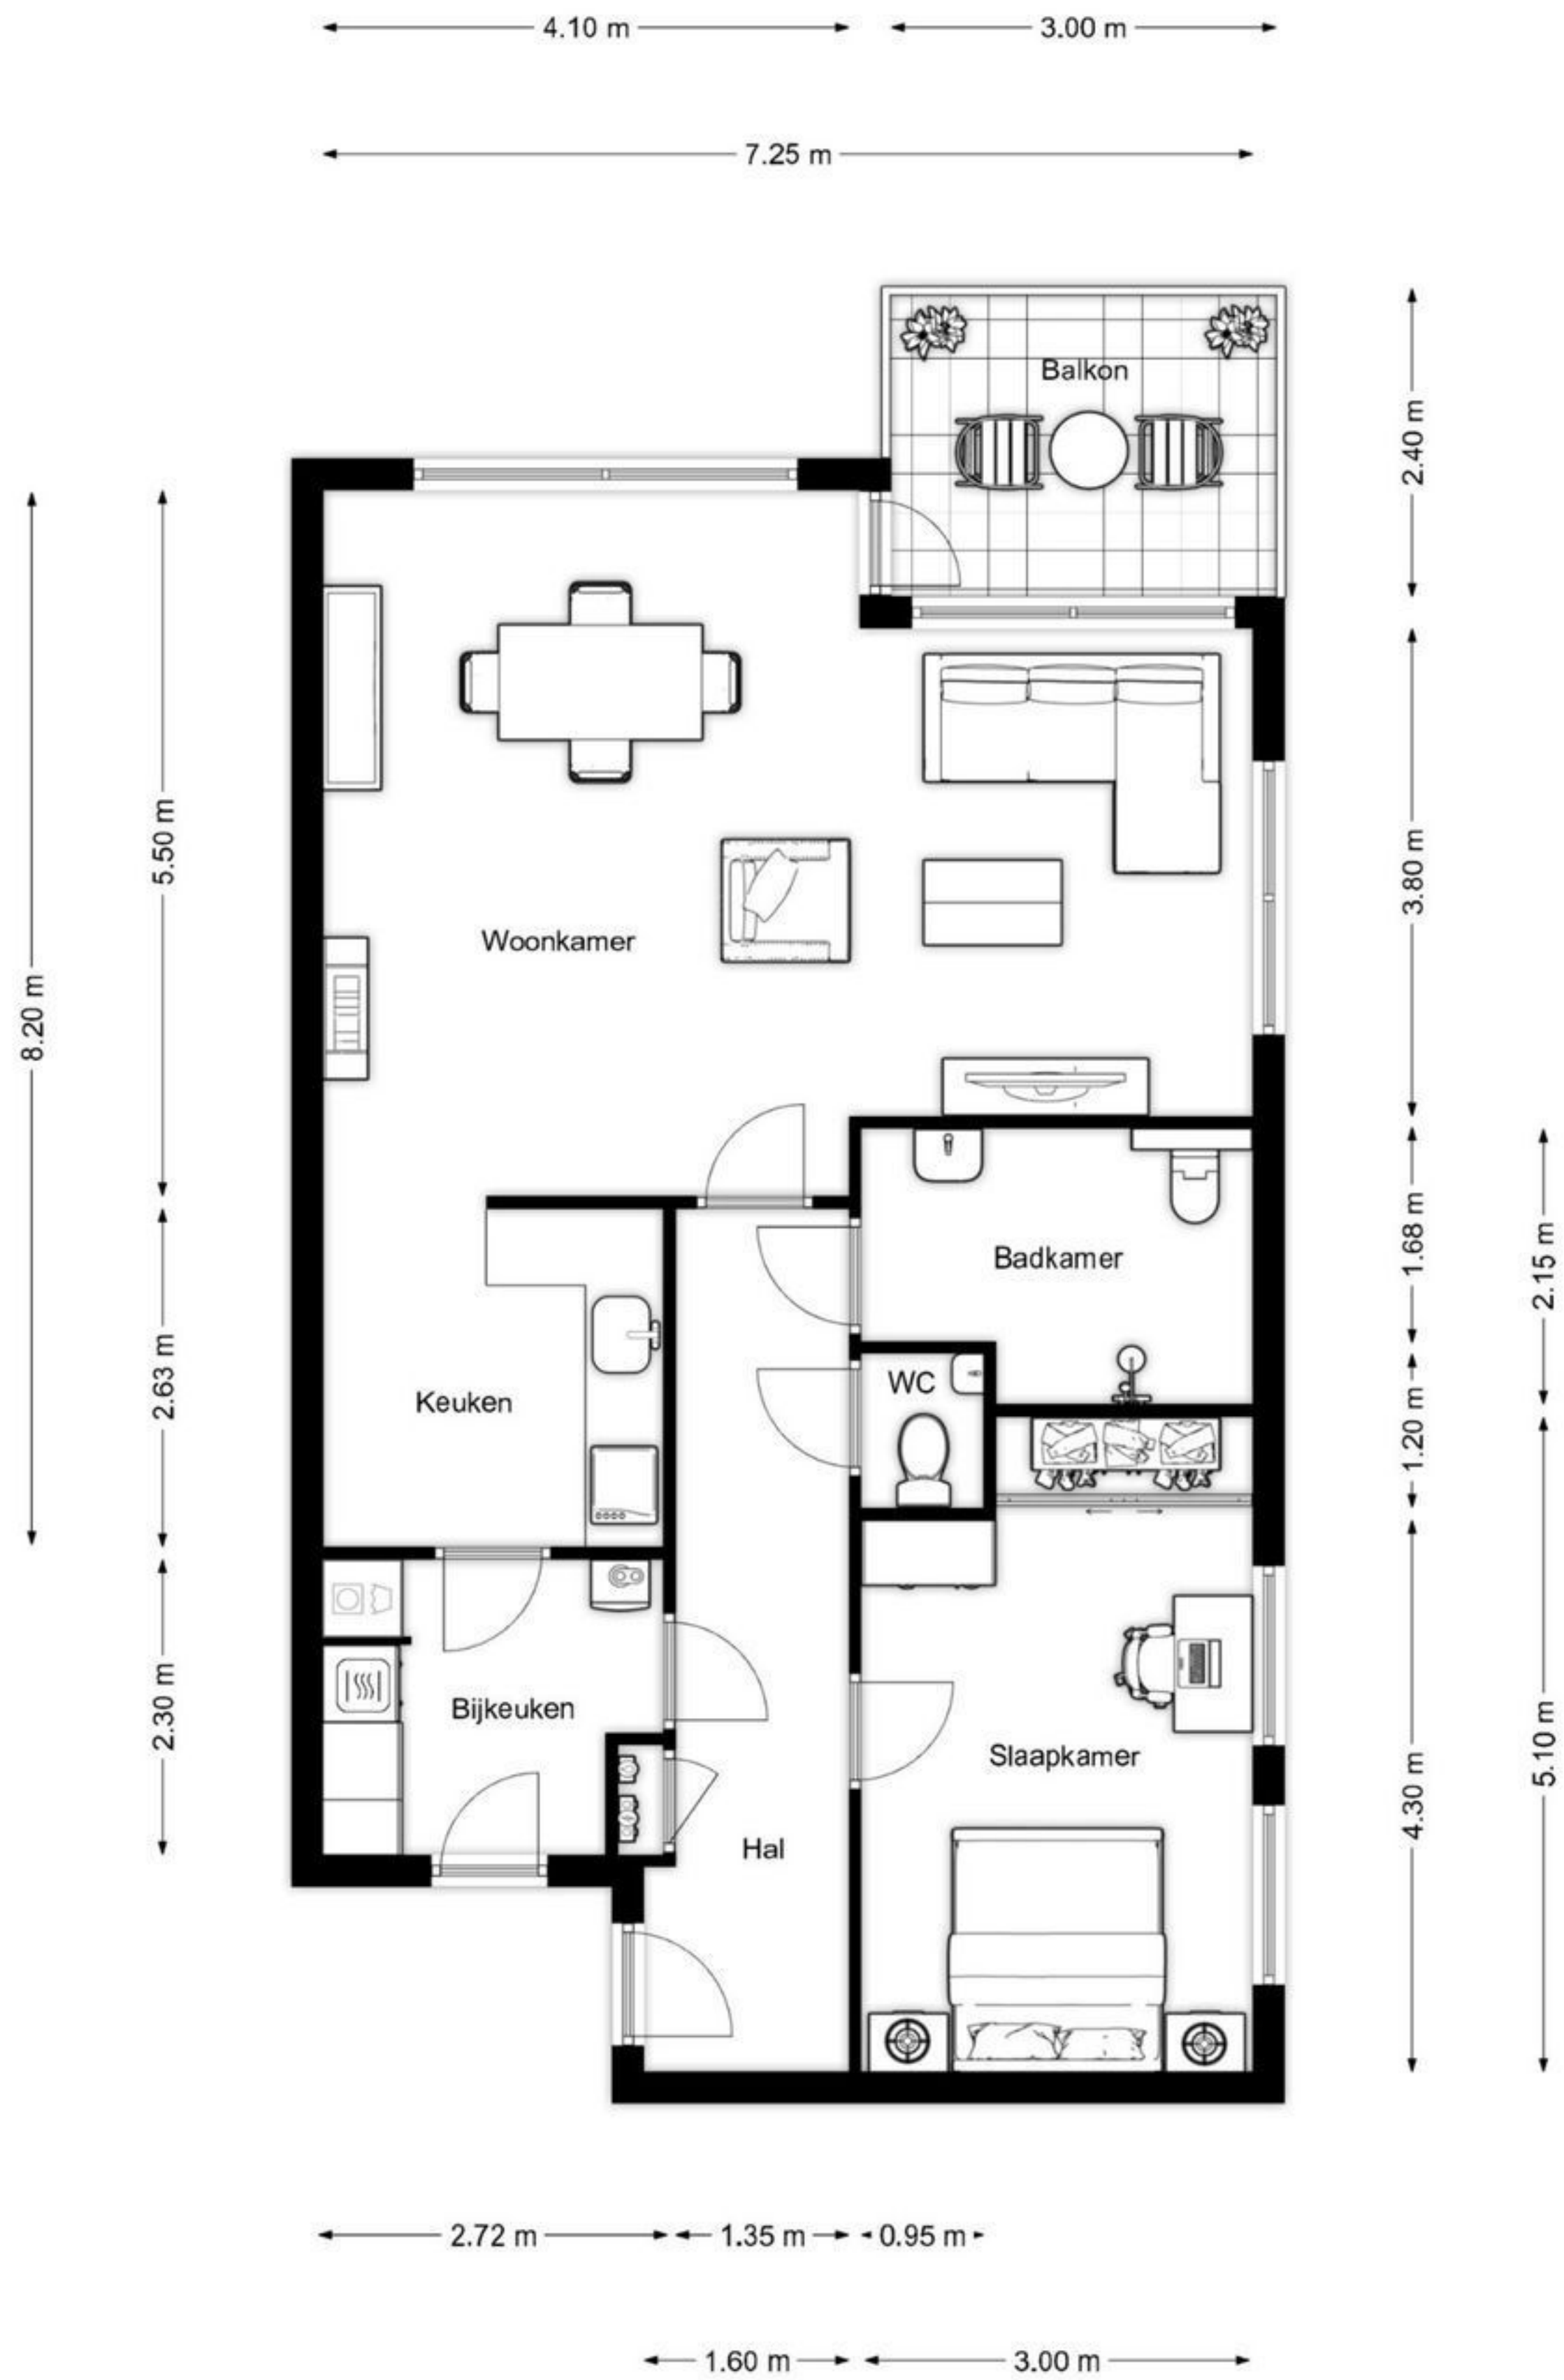 4.10 m
3.00 m
7.25 m
Balkon
2.40 m
5.50 m
3.80 m
Woonkamer
8.20 m
1.68 m
2.15 m
Badkamer
2.63 m
WC
Keuken
1.20 m
2.30 m
Bijkeuken
5.10 m
Slaapkamer
4.30 m
Hal
2.72 m
1.35 m
0.95 m
1.60 m
3.00 m